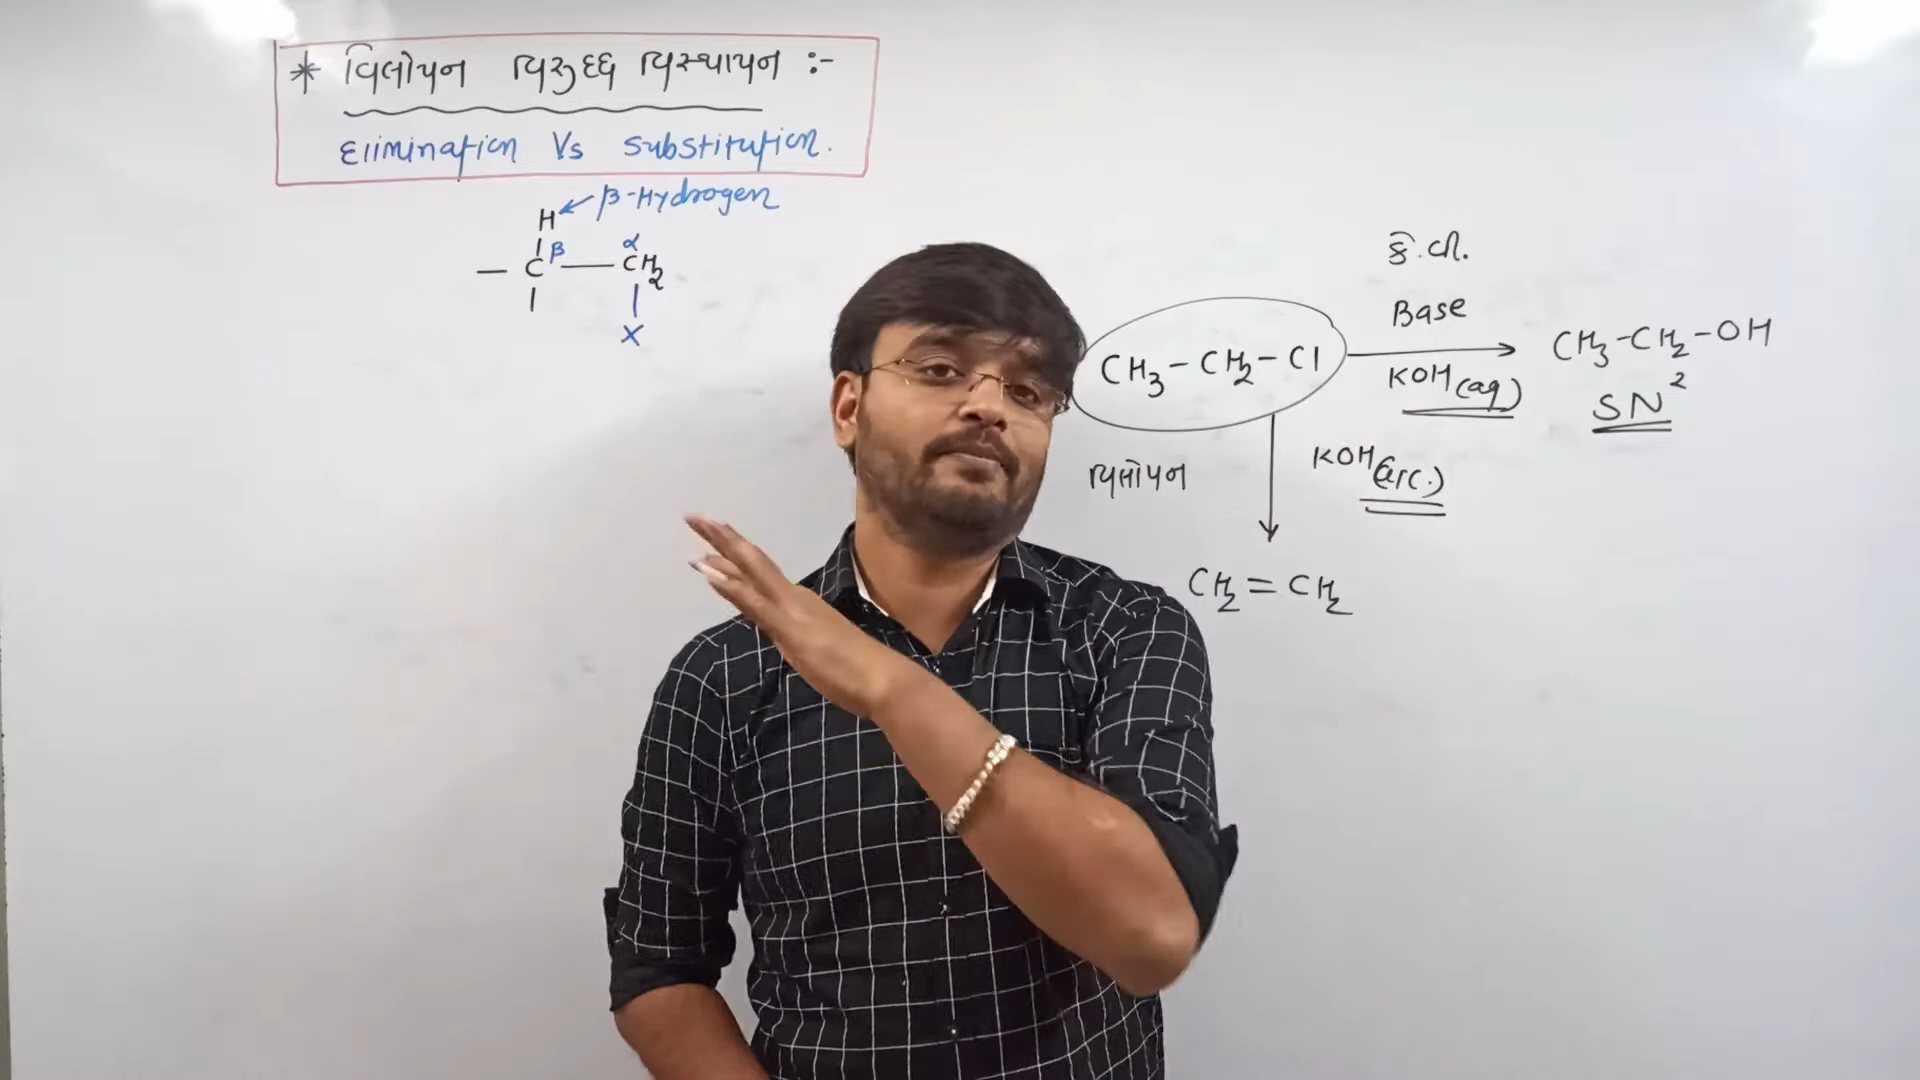 * વિલોપન વિરુદ્ધ વિસ્થાપન :-
Elimination Vs Substitution.
H ← β-Hydrogen
— C β — α CH₂
X
કે.ન્દ્રી.
Base
CH₃-CH₂-Cl → CH₃-CH₂-OH
KOH(aq)
SN²
વિલોપન
KOH(alc.)
CH₂=CH₂